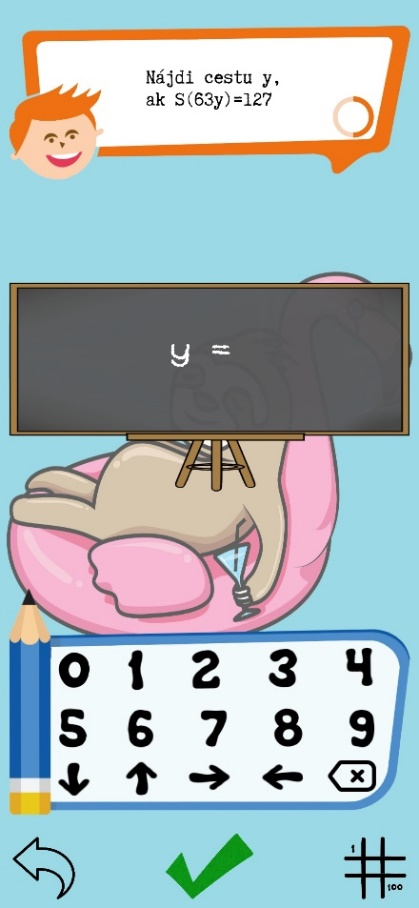 Nájdi cestu y,
ak S(63y)=127
y =
0 1 2 3 4
5 6 7 8 9
↓ ↑ → ← ⌫
1
100